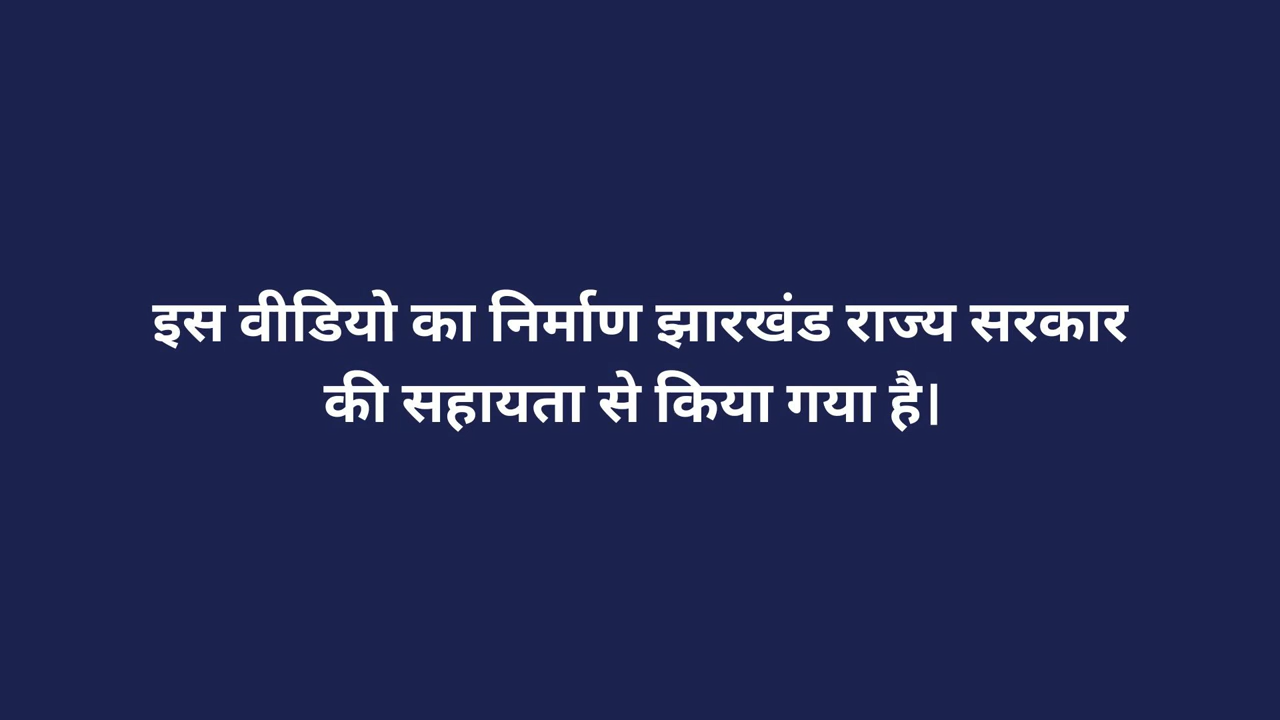 इस वीडियो का निर्माण झारखंड राज्य सरकार
की सहायता से किया गया है।